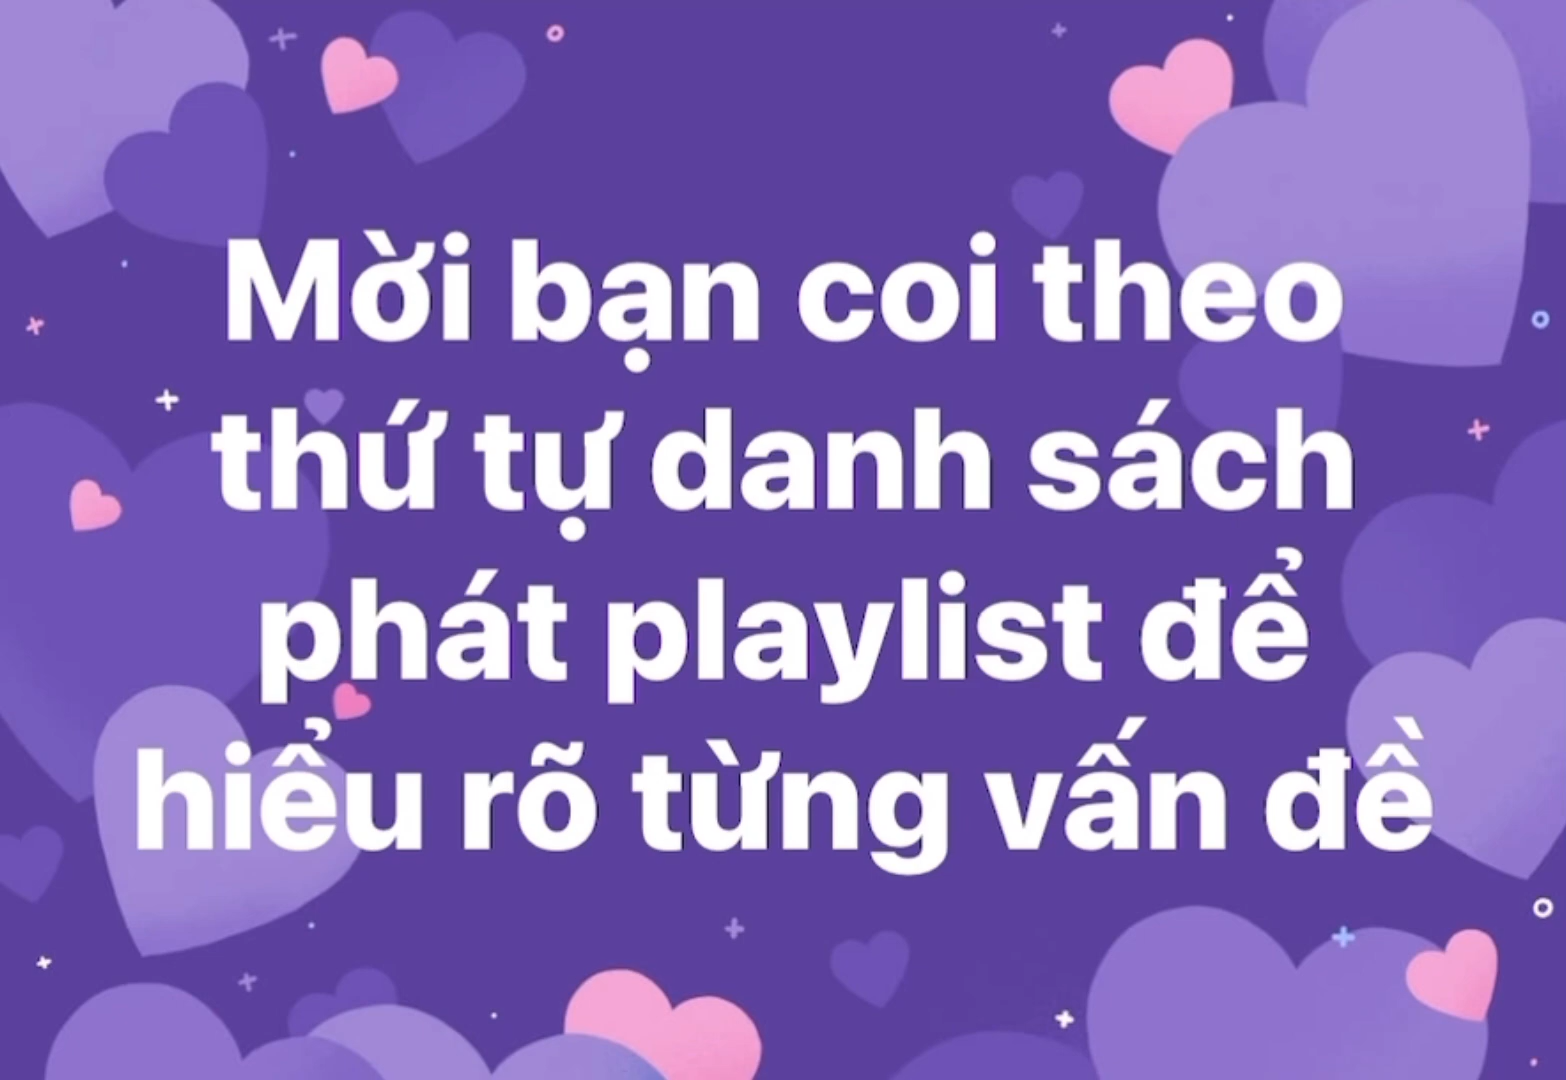 Mời bạn coi theo
thứ tự danh sách
phát playlist để
hiểu rõ từng vấn đề